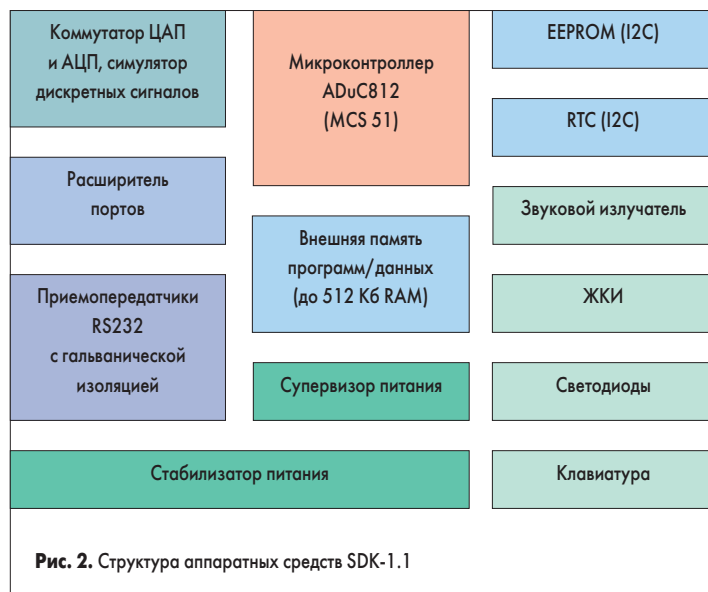 Коммутатор ЦАП
и АЦП, симулятор
дискретных сигналов
Расширитель
портов
Приемопередатчики
RS232
с гальванической
изоляцией
Микроконтроллер
ADuC812
(MCS 51)
Внешняя память
программ/данных
(до 512 Кб RAM)
Супервизор питания
Стабилизатор питания
EEPROM (I2C)
RTC (I2C)
Звуковой излучатель
ЖКИ
Светодиоды
Клавиатура
Рис. 2. Структура аппаратных средств SDK-1.1